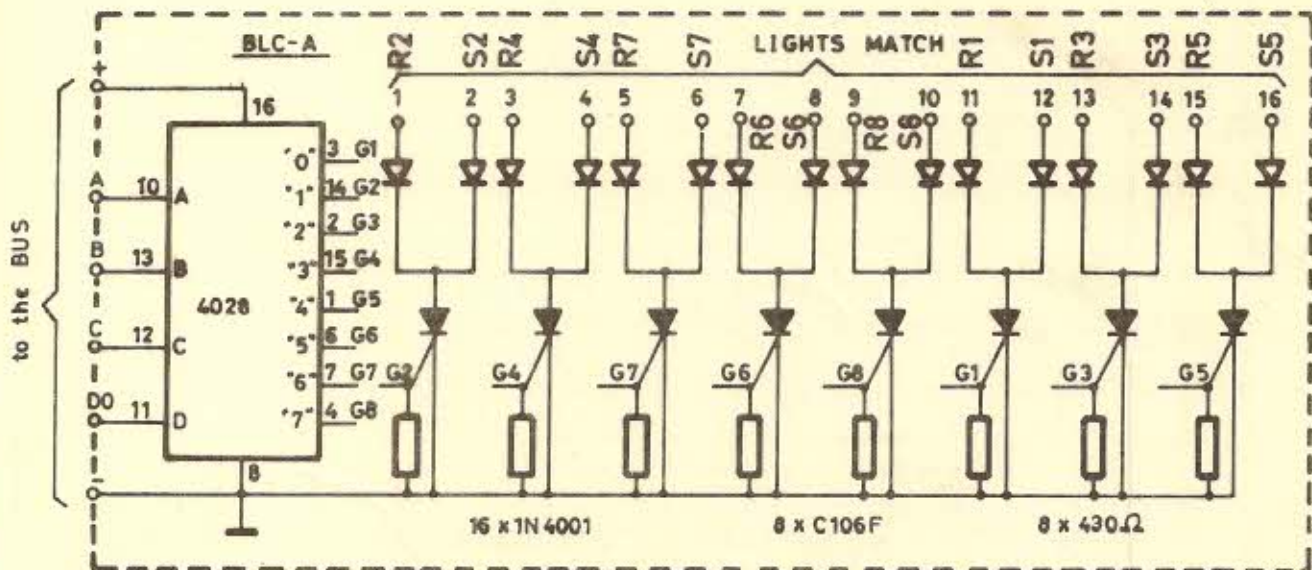 BLC-A
R2 S2 R4 S4 R7 S7 LIGHTS MATCH R1 S1 R3 S3 R5 S5
+
16
1 2 3 4 5 6 7 8 9 10 11 12 13 14 15 16
R6 S6 R8 S8
"0" 3 G1
A 10 A "1" 14 G2
"2" 2 G3
B 13 B "3" 15 G4
to the BUS
4028
"4" 1 G5
C 12 C "5" 6 G6
"6" 7 G7
D0 11 D "7" 4 G8
G2 G4 G7 G6 G8 G1 G3 G5
8
-
16 x 1N4001 8 x C106F 8 x 430Ω